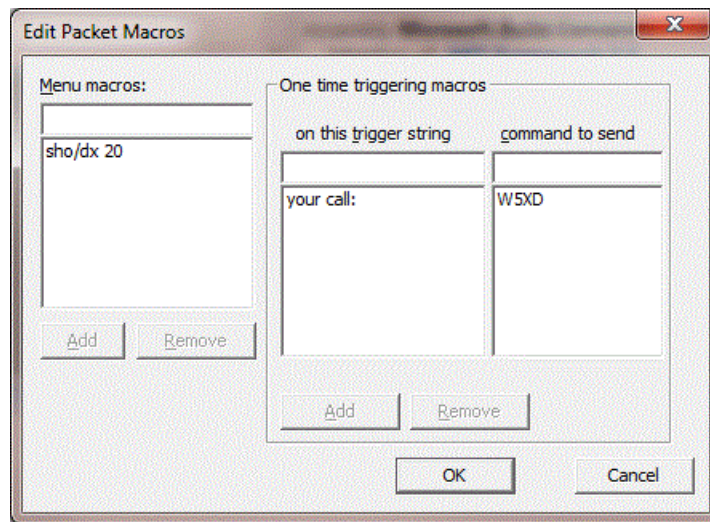 Edit Packet Macros
Menu macros:
sho/dx 20
Add Remove
One time triggering macros
on this trigger string command to send
your call: W5XD
Add Remove
OK Cancel